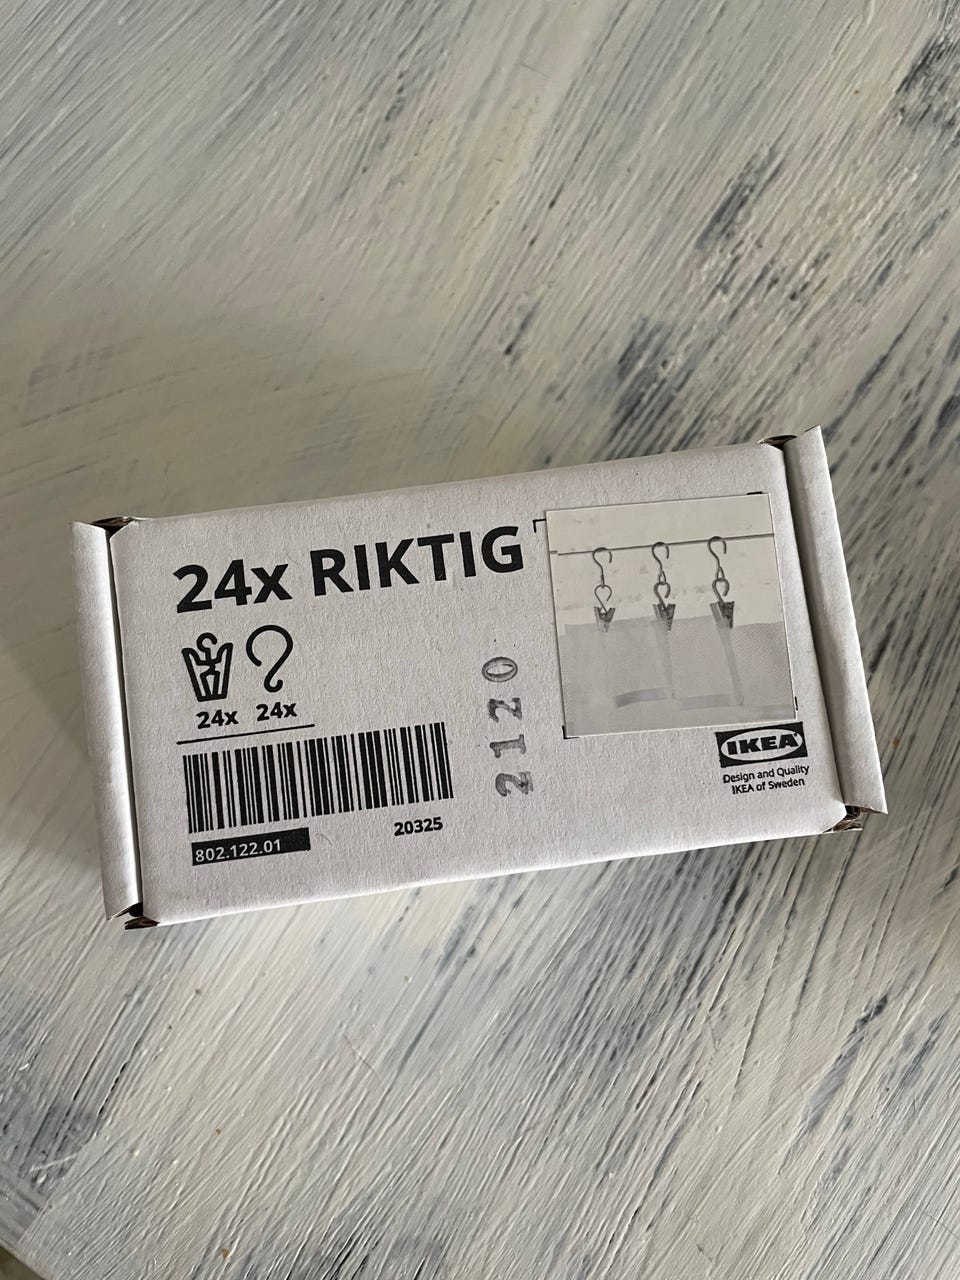 24x RIKTIG
24x 24x
2120
20325
802.122.01
IKEA
Design and Quality
IKEA of Sweden